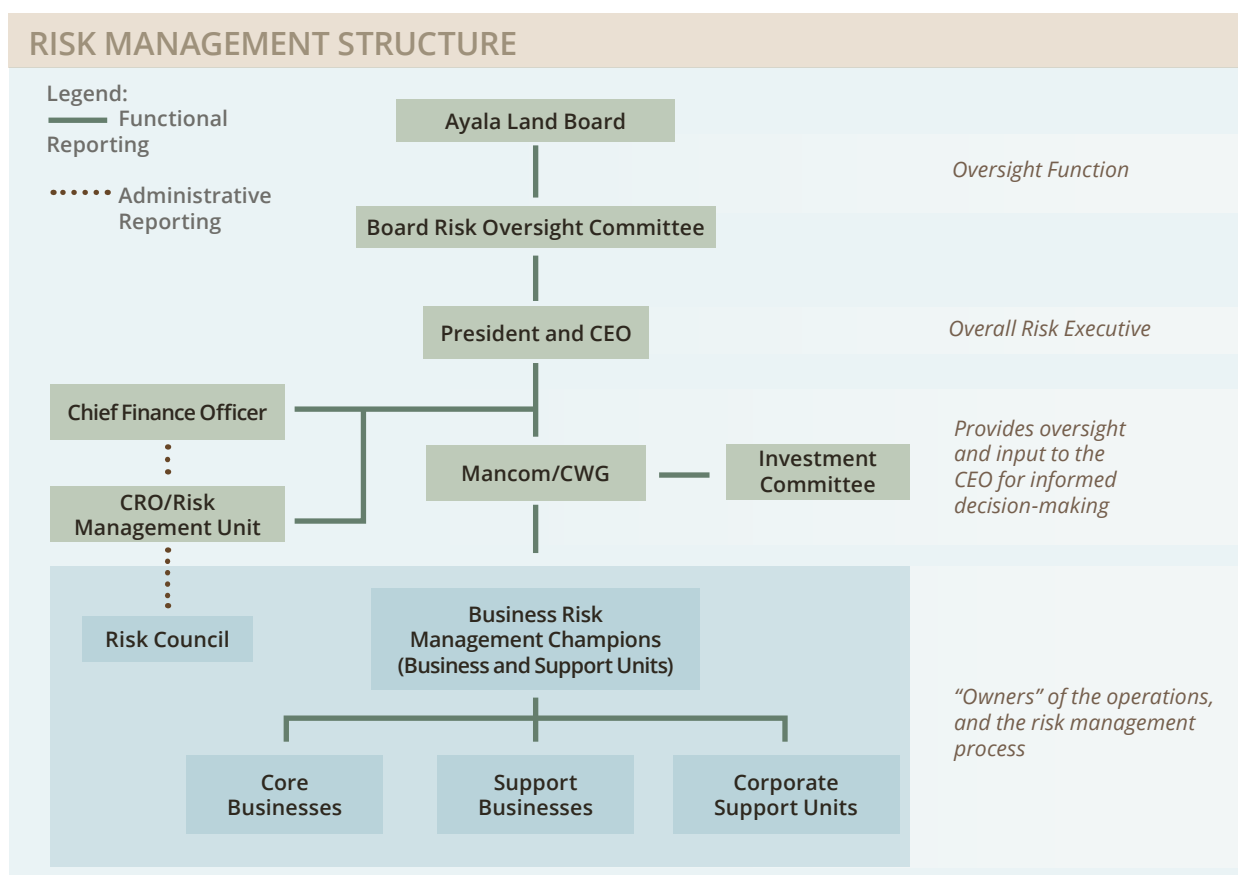 RISK MANAGEMENT STRUCTURE
Legend:
Functional
Reporting
Administrative
Reporting
Ayala Land Board
Oversight Function
Board Risk Oversight Committee
President and CEO
Overall Risk Executive
Chief Finance Officer
CRO/Risk
Management Unit
Mancom/CWG
Investment
Committee
Provides oversight
and input to the
CEO for informed
decision-making
Risk Council
Business Risk
Management Champions
(Business and Support Units)
“Owners” of the operations,
and the risk management
process
Core
Businesses
Support
Businesses
Corporate
Support Units